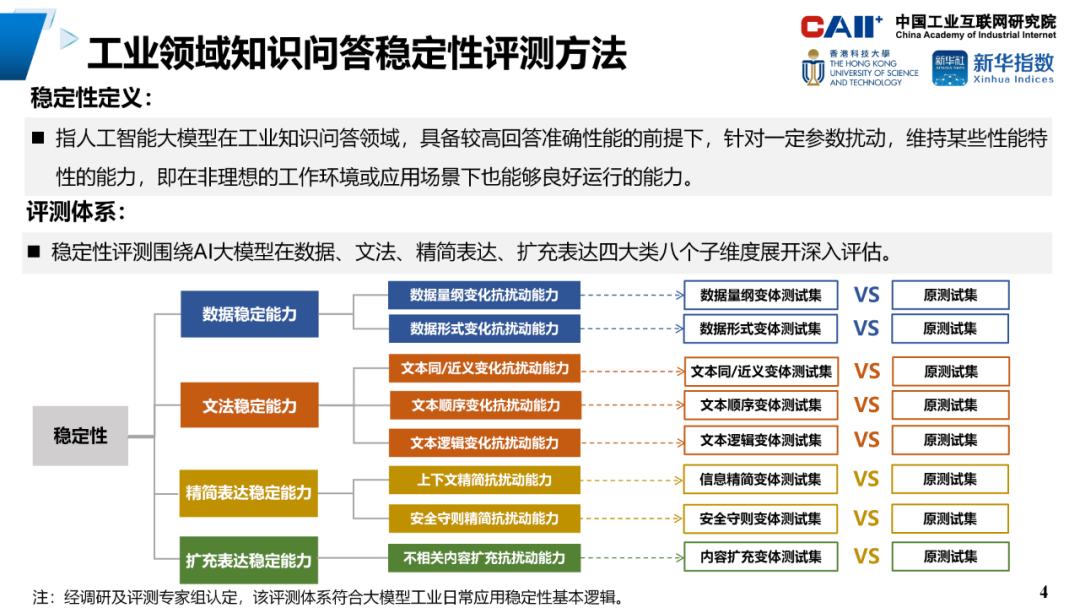 CAII+ 中国工业互联网研究院
China Academy of Industrial Internet
工业领域知识问答稳定性评测方法
香港科技大學
THE HONG KONG
UNIVERSITY OF SCIENCE
AND TECHNOLOGY
新华社 新华指数
Xinhua Indices
稳定性定义：
■ 指人工智能大模型在工业知识问答领域，具备较高回答准确性能的前提下，针对一定参数扰动，维持某些性能特
性的能力，即在非理想的工作环境或应用场景下也能够良好运行的能力。
评测体系：
■ 稳定性评测围绕AI大模型在数据、文法、精简表达、扩充表达四大类八个子维度展开深入评估。
稳定性
数据稳定能力
数据量纲变化抗扰动能力 数据量纲变体测试集 VS 原测试集
数据形式变化抗扰动能力 数据形式变体测试集 VS 原测试集
文法稳定能力
文本同/近义变化抗扰动能力 文本同/近义变体测试集 VS 原测试集
文本顺序变化抗扰动能力 文本顺序变体测试集 VS 原测试集
文本逻辑变化抗扰动能力 文本逻辑变体测试集 VS 原测试集
精简表达稳定能力
上下文精简抗扰动能力 信息精简变体测试集 VS 原测试集
安全守则精简抗扰动能力 安全守则变体测试集 VS 原测试集
扩充表达稳定能力
不相关内容扩充抗扰动能力 内容扩充变体测试集 VS 原测试集
注：经调研及评测专家组认定，该评测体系符合大模型工业日常应用稳定性基本逻辑。
4